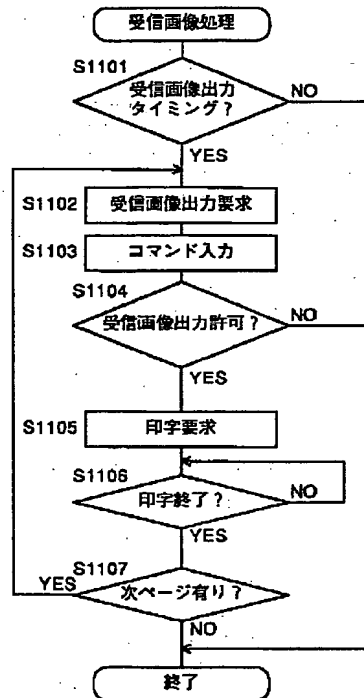 受信画像処理
S1101
受信画像出力
タイミング？
NO
YES
S1102
受信画像出力要求
S1103
コマンド入力
S1104
受信画像出力許可？
NO
YES
S1105
印字要求
S1106
印字終了？
NO
YES
S1107
YES
次ページ有り？
NO
終了